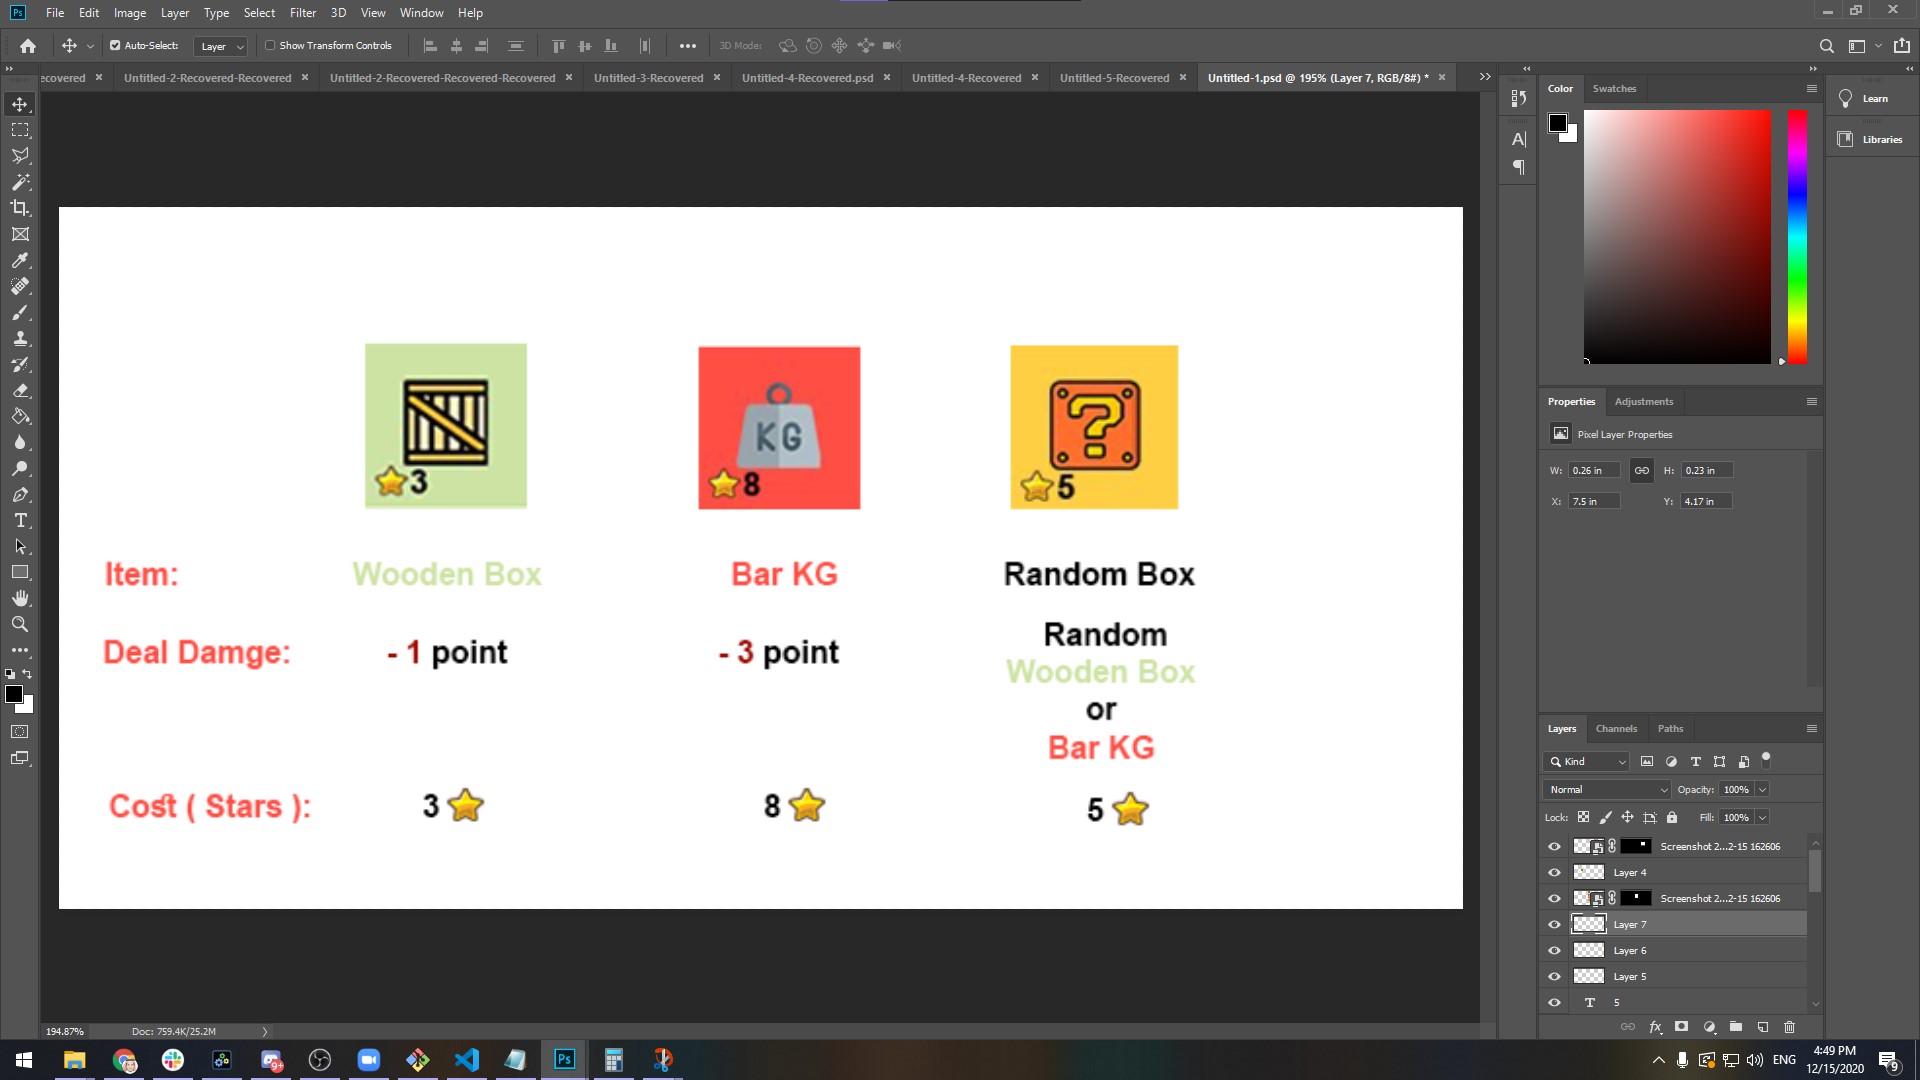 Ps File Edit Image Layer Type Select Filter 3D View Window Help
Auto-Select: Layer Show Transform Controls 3D Mode:
ecovered × Untitled-2-Recovered-Recovered × Untitled-2-Recovered-Recovered-Recovered × Untitled-3-Recovered × Untitled-4-Recovered.psd × Untitled-4-Recovered × Untitled-5-Recovered × Untitled-1.psd @ 195% (Layer 7, RGB/8#) * ×
Color Swatches
Learn
Libraries
KG
3
8
?
5
Item: Wooden Box Bar KG Random Box
Deal Damge: - 1 point - 3 point Random
Wooden Box
or
Bar KG
Cost ( Stars ): 3 8 5
Properties Adjustments
Pixel Layer Properties
W: 0.26 in H: 0.23 in
X: 7.5 in Y: 4.17 in
Layers Channels Paths
Kind
Normal Opacity: 100%
Lock: Fill: 100%
Screenshot 2...2-15 162606
Layer 4
Screenshot 2...2-15 162606
Layer 7
Layer 6
Layer 5
T 5
194.87% Doc: 759.4K/25.2M
9+
Ps
ENG
4:49 PM
12/15/2020
9